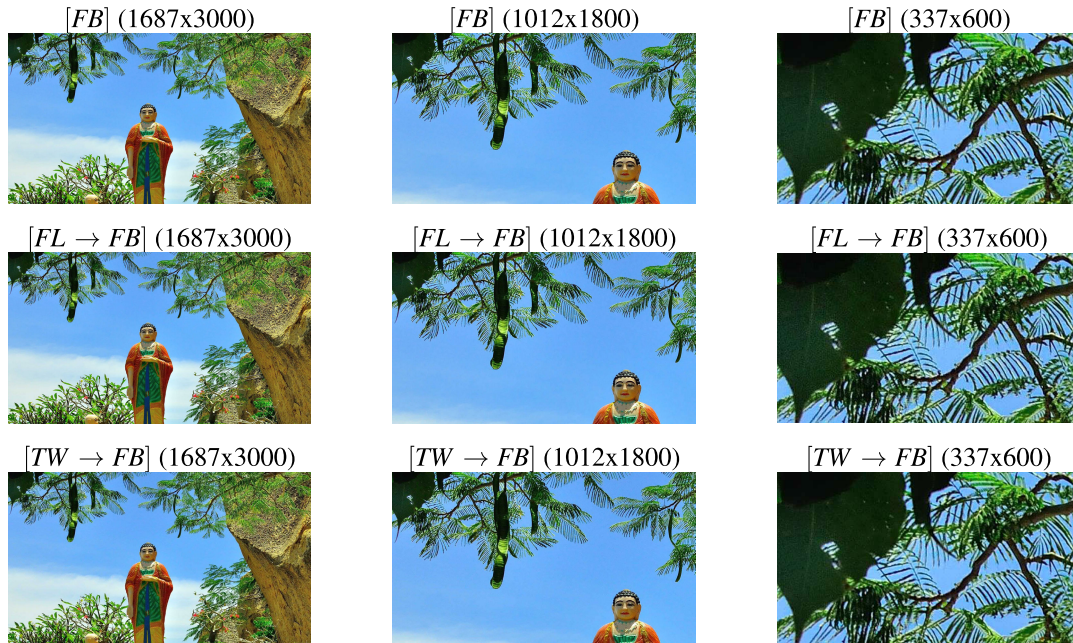 [FB] (1687x3000)
[FB] (1012x1800)
[FB] (337x600)
[FL → FB] (1687x3000)
[FL → FB] (1012x1800)
[FL → FB] (337x600)
[TW → FB] (1687x3000)
[TW → FB] (1012x1800)
[TW → FB] (337x600)